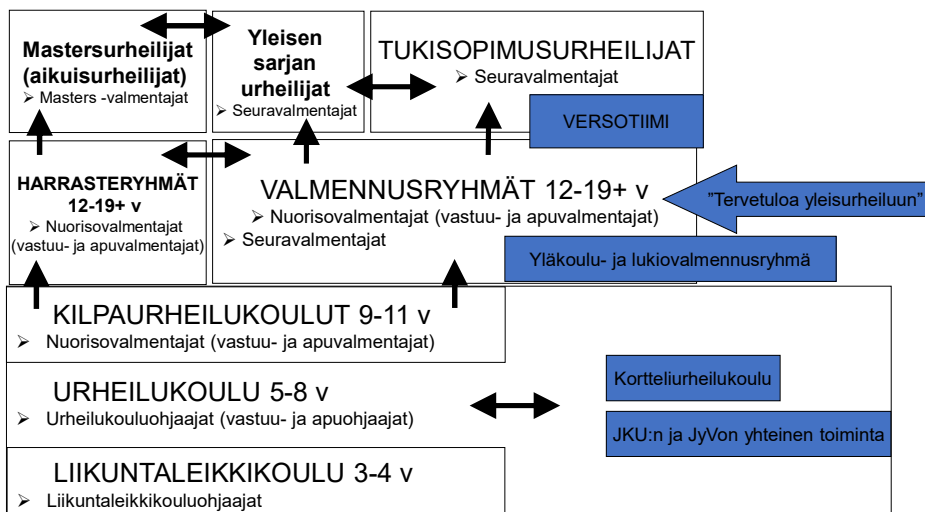 Mastersurheilijat
(aikuisurheilijat)
➢ Masters -valmentajat
Yleisen
sarjan
urheilijat
➢ Seuravalmentajat
TUKISOPIMUSURHEILIJAT
➢ Seuravalmentajat
VERSOTIIMI
HARRASTERYHMÄT
12-19+ v
➢ Nuorisovalmentajat
(vastuu- ja apuvalmentajat)
VALMENNUSRYHMÄT 12-19+ v
➢ Nuorisovalmentajat (vastuu- ja apuvalmentajat)
➢ Seuravalmentajat
"Tervetuloa yleisurheiluun"
Yläkoulu- ja lukiovalmennusryhmä
KILPAURHEILUKOULUT 9-11 v
➢ Nuorisovalmentajat (vastuu- ja apuvalmentajat)
URHEILUKOULU 5-8 v
➢ Urheilukouluohjaajat (vastuu- ja apuohjaajat)
Kortteliurheilukoulu
JKU:n ja JyVon yhteinen toiminta
LIIKUNTALEIKKIKOULU 3-4 v
➢ Liikuntaleikkikouluohjaajat